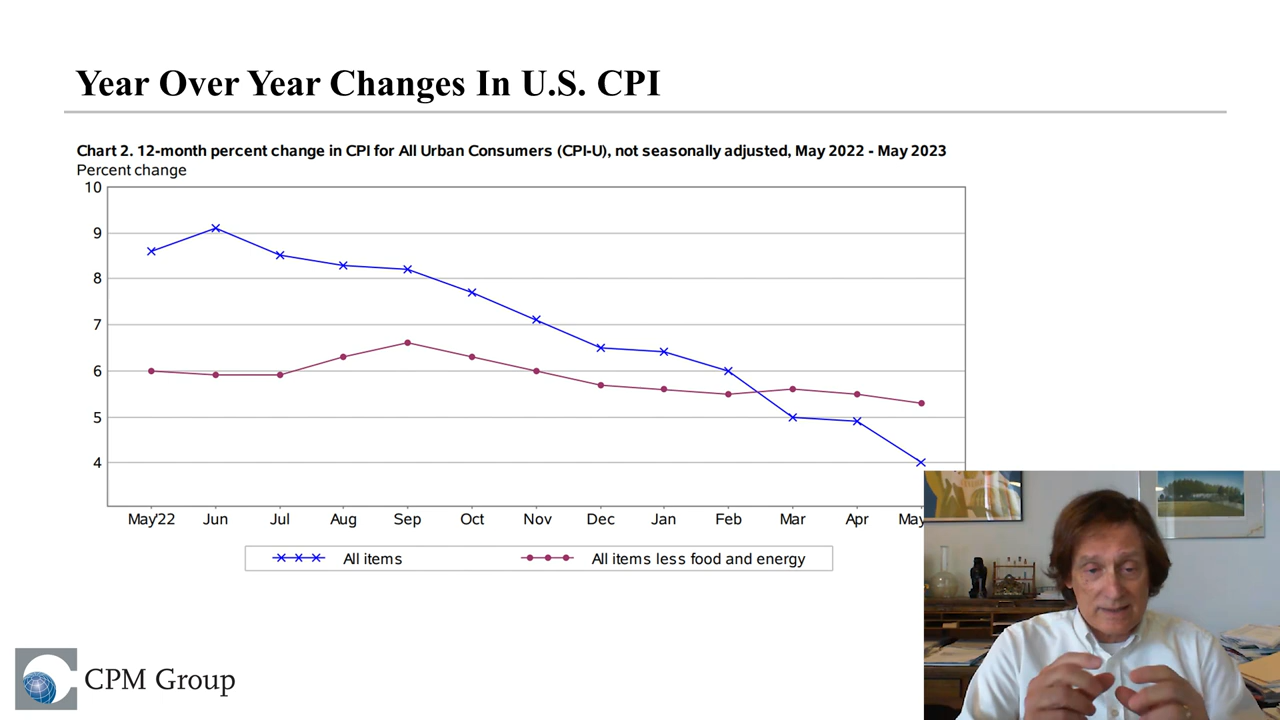 Year Over Year Changes In U.S. CPI
Chart 2. 12-month percent change in CPI for All Urban Consumers (CPI-U), not seasonally adjusted, May 2022 - May 2023
Percent change
10
9
8
7
6
5
4
May'22 Jun Jul Aug Sep Oct Nov Dec Jan Feb Mar Apr May
All items All items less food and energy
CPM Group